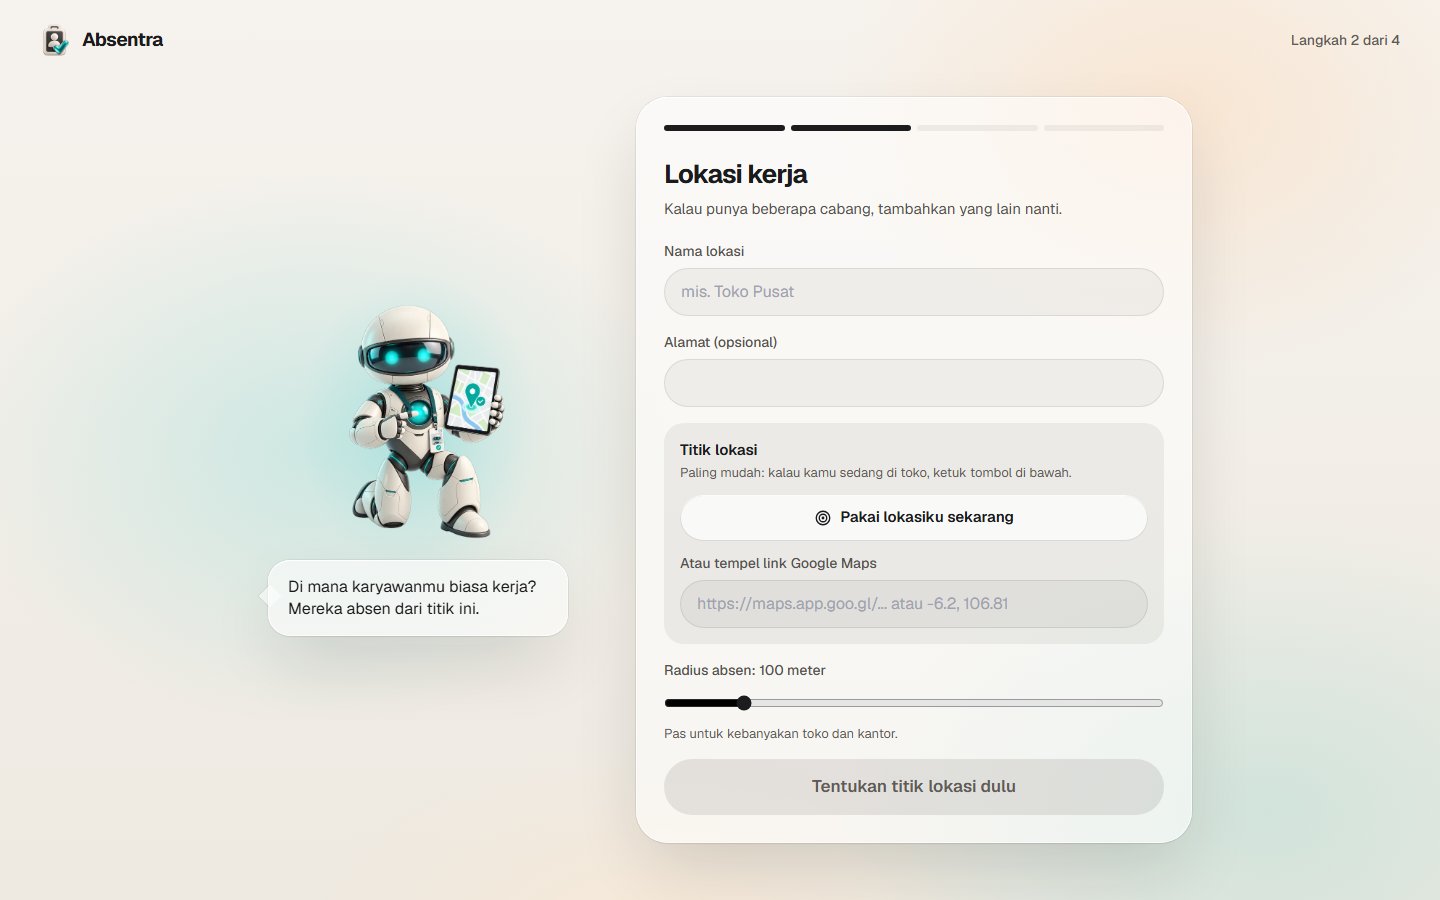 Absentra
Langkah 2 dari 4
Lokasi kerja
Kalau punya beberapa cabang, tambahkan yang lain nanti.
Nama lokasi
mis. Toko Pusat
Alamat (opsional)
Titik lokasi
Paling mudah: kalau kamu sedang di toko, ketuk tombol di bawah.
Pakai lokasiku sekarang
Atau tempel link Google Maps
https://maps.app.goo.gl/... atau -6.2, 106.81
Radius absen: 100 meter
Pas untuk kebanyakan toko dan kantor.
Tentukan titik lokasi dulu
Di mana karyawanmu biasa kerja?
Mereka absen dari titik ini.